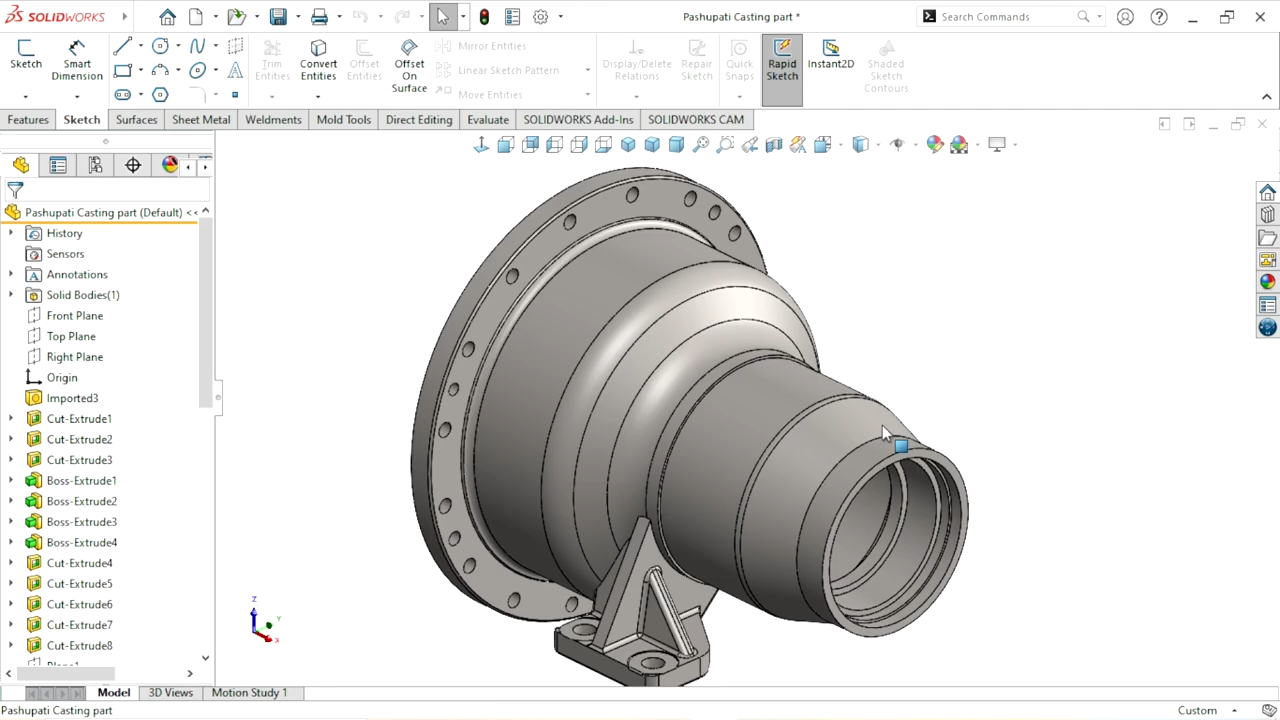 SOLIDWORKS
Pashupati Casting part *
Search Commands
Sketch
Smart Dimension
Trim Entities
Convert Entities
Offset Entities
Offset On Surface
Mirror Entities
Linear Sketch Pattern
Move Entities
Display/Delete Relations
Repair Sketch
Quick Snaps
Rapid Sketch
Instant2D
Shaded Sketch Contours
Features
Sketch
Surfaces
Sheet Metal
Weldments
Mold Tools
Direct Editing
Evaluate
SOLIDWORKS Add-Ins
SOLIDWORKS CAM
Pashupati Casting part (Default) <<
History
Sensors
Annotations
Solid Bodies(1)
Front Plane
Top Plane
Right Plane
Origin
Imported3
Cut-Extrude1
Cut-Extrude2
Cut-Extrude3
Boss-Extrude1
Boss-Extrude2
Boss-Extrude3
Boss-Extrude4
Cut-Extrude4
Cut-Extrude5
Cut-Extrude6
Cut-Extrude7
Cut-Extrude8
Plane1
Z
Y
X
Model
3D Views
Motion Study 1
Pashupati Casting part
Custom